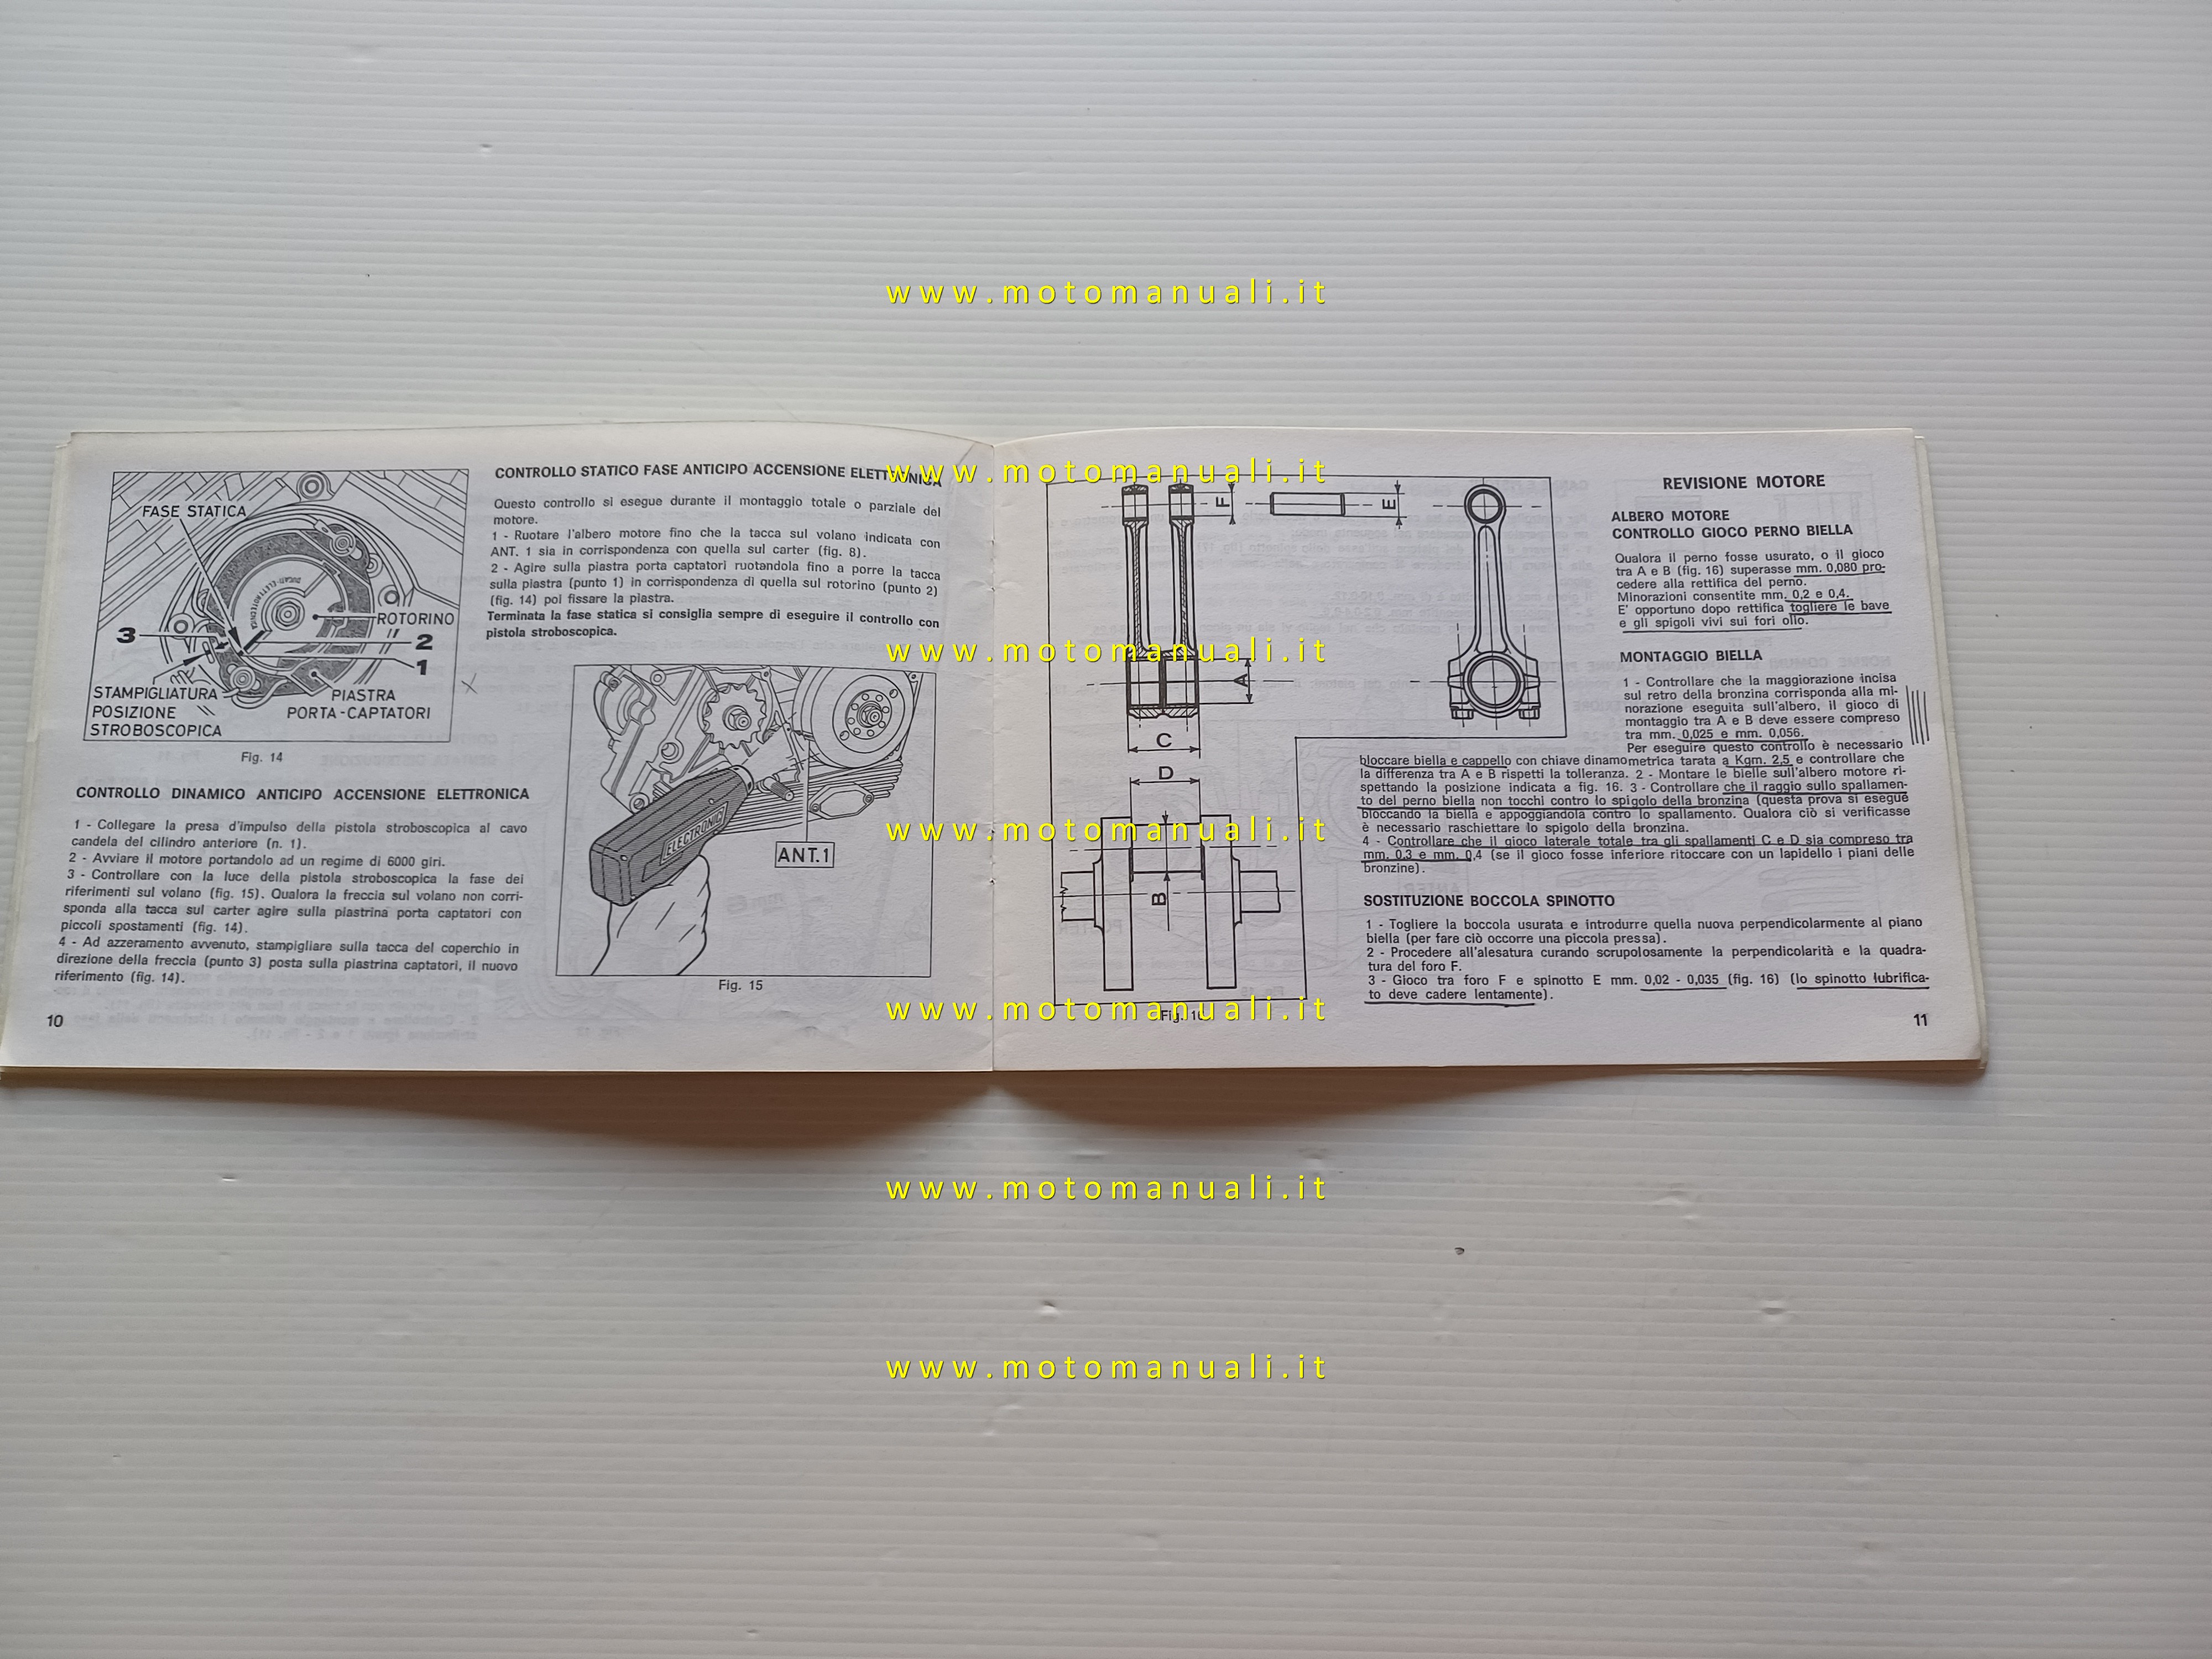 FASE STATICA
DUCATI ELETTROTECNICA
ROTORINO
3
2
1
STAMPIGLIATURA
POSIZIONE
STROBOSCOPICA
PIASTRA
PORTA-CAPTATORI
Fig. 14
CONTROLLO DINAMICO ANTICIPO ACCENSIONE ELETTRONICA
1 - Collegare la presa d'impulso della pistola stroboscopica al cavo
candela del cilindro anteriore (n. 1).
2 - Avviare il motore portandolo ad un regime di 6000 giri.
3 - Controllare con la luce della pistola stroboscopica la fase dei
riferimenti sul volano (fig. 15). Qualora la freccia sul volano non corri-
sponda alla tacca sul carter agire sulla piastrina porta captatori con
piccoli spostamenti (fig. 14).
4 - Ad azzeramento avvenuto, stampigliare sulla tacca del coperchio in
direzione della freccia (punto 3) posta sulla piastrina captatori, il nuovo
riferimento (fig. 14).
10
CONTROLLO STATICO FASE ANTICIPO ACCENSIONE ELETTRONICA
Questo controllo si esegue durante il montaggio totale o parziale del
motore.
1 - Ruotare l'albero motore fino che la tacca sul volano indicata con
ANT. 1 sia in corrispondenza con quella sul carter (fig. 8).
2 - Agire sulla piastra porta captatori ruotandola fino a porre la tacca
sulla piastra (punto 1) in corrispondenza di quella sul rotorino (punto 2)
(fig. 14) poi fissare la piastra.
Terminata la fase statica si consiglia sempre di eseguire il controllo con
pistola stroboscopica.
ELECTRONIC
ANT.1
Fig. 15
F
E
A
C
D
B
Fig. 16
REVISIONE MOTORE
ALBERO MOTORE
CONTROLLO GIOCO PERNO BIELLA
Qualora il perno fosse usurato, o il gioco
tra A e B (fig. 16) superasse mm. 0,080 pro-
cedere alla rettifica del perno.
Minorazioni consentite mm. 0,2 e 0,4.
E' opportuno dopo rettifica togliere le bave
e gli spigoli vivi sui fori olio.
MONTAGGIO BIELLA
1 - Controllare che la maggiorazione incisa
sul retro della bronzina corrisponda alla mi-
norazione eseguita sull'albero, il gioco di
montaggio tra A e B deve essere compreso
tra mm. 0,025 e mm. 0,056.
Per eseguire questo controllo è necessario
bloccare biella e cappello con chiave dinamometrica tarata a Kgm. 2,5 e controllare che
la differenza tra A e B rispetti la tolleranza. 2 - Montare le bielle sull'albero motore ri-
spettando la posizione indicata a fig. 16. 3 - Controllare che il raggio sullo spallamen-
to del perno biella non tocchi contro lo spigolo della bronzina (questa prova si esegue
bloccando la biella e appoggiandola contro lo spallamento. Qualora ciò si verificasse
è necessario raschiettare lo spigolo della bronzina.
4 - Controllare che il gioco laterale totale tra gli spallamenti C e D sia compreso tra
mm. 0,3 e mm. 0,4 (se il gioco fosse inferiore ritoccare con un lapidello i piani delle
bronzine).
SOSTITUZIONE BOCCOLA SPINOTTO
1 - Togliere la boccola usurata e introdurre quella nuova perpendicolarmente al piano
biella (per fare ciò occorre una piccola pressa).
2 - Procedere all'alesatura curando scrupolosamente la perpendicolarità e la quadra-
tura del foro F.
3 - Gioco tra foro F e spinotto E mm. 0,02 - 0,035 (fig. 16) (lo spinotto lubrifica-
to deve cadere lentamente).
11
www.motomanuali.it
www.motomanuali.it
www.motomanuali.it
www.motomanuali.it
www.motomanuali.it
www.motomanuali.it
www.motomanuali.it